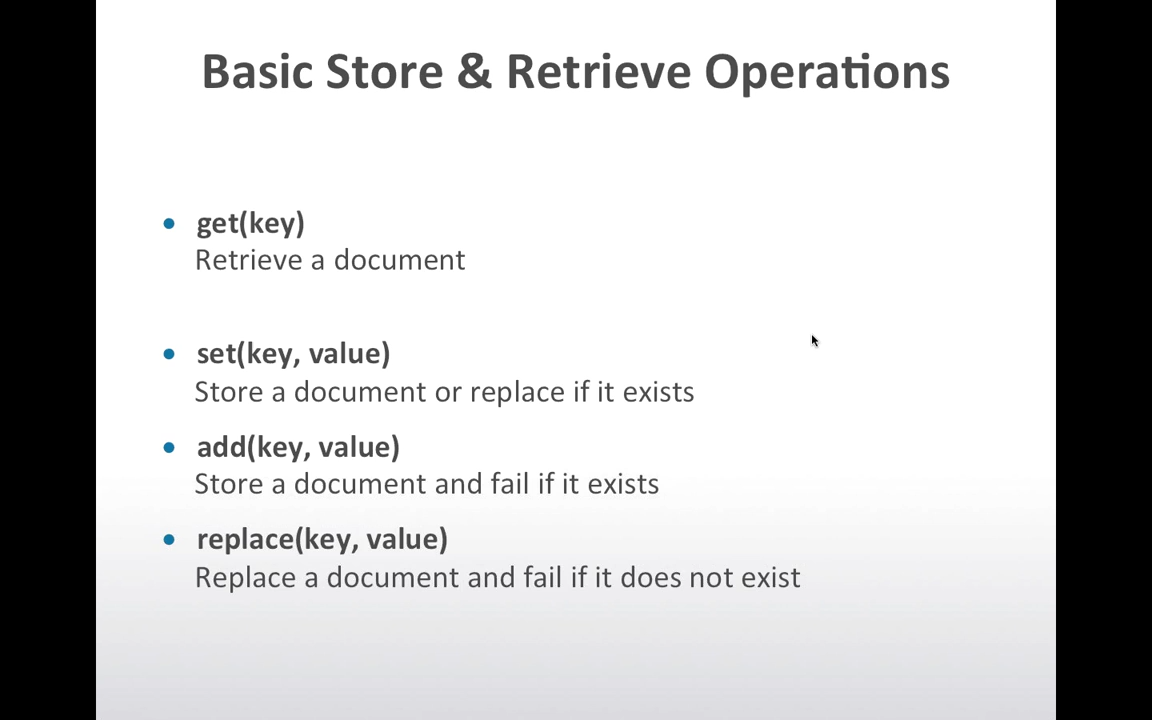 Basic Store & Retrieve Operations
• get(key)
Retrieve a document
• set(key, value)
Store a document or replace if it exists
• add(key, value)
Store a document and fail if it exists
• replace(key, value)
Replace a document and fail if it does not exist